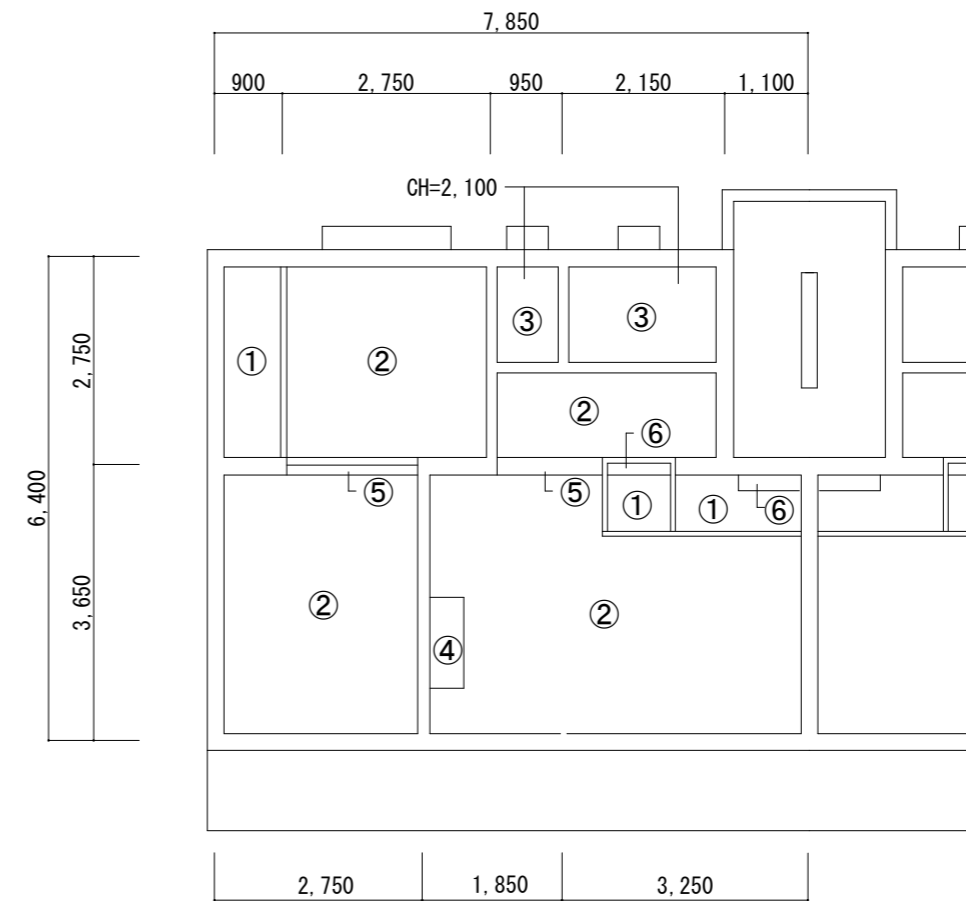 7,850
900 2,750 950 2,150 1,100
CH=2,100
③ ③
① ②
2,750
②
⑥
6,400
⑤ ⑤
① ① ⑥
3,650
② ②
④
2,750 1,850 3,250